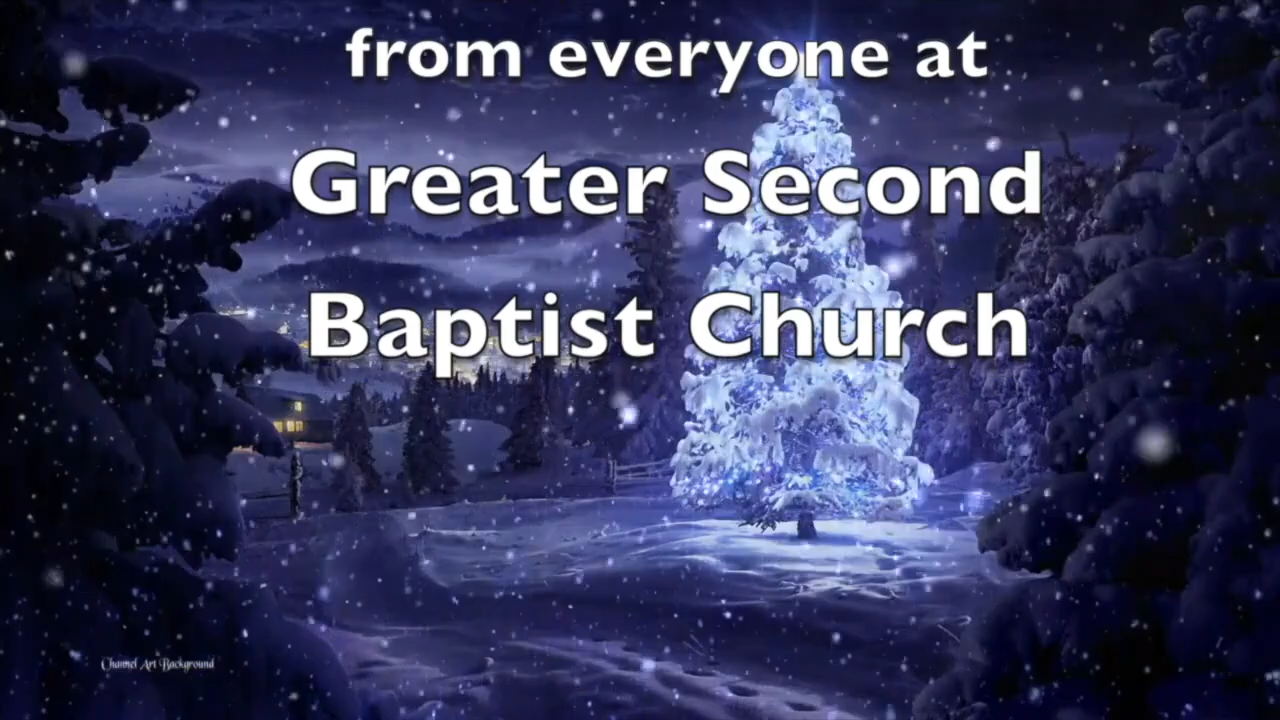 from everyone at
Greater Second
Baptist Church
Channel Art Background